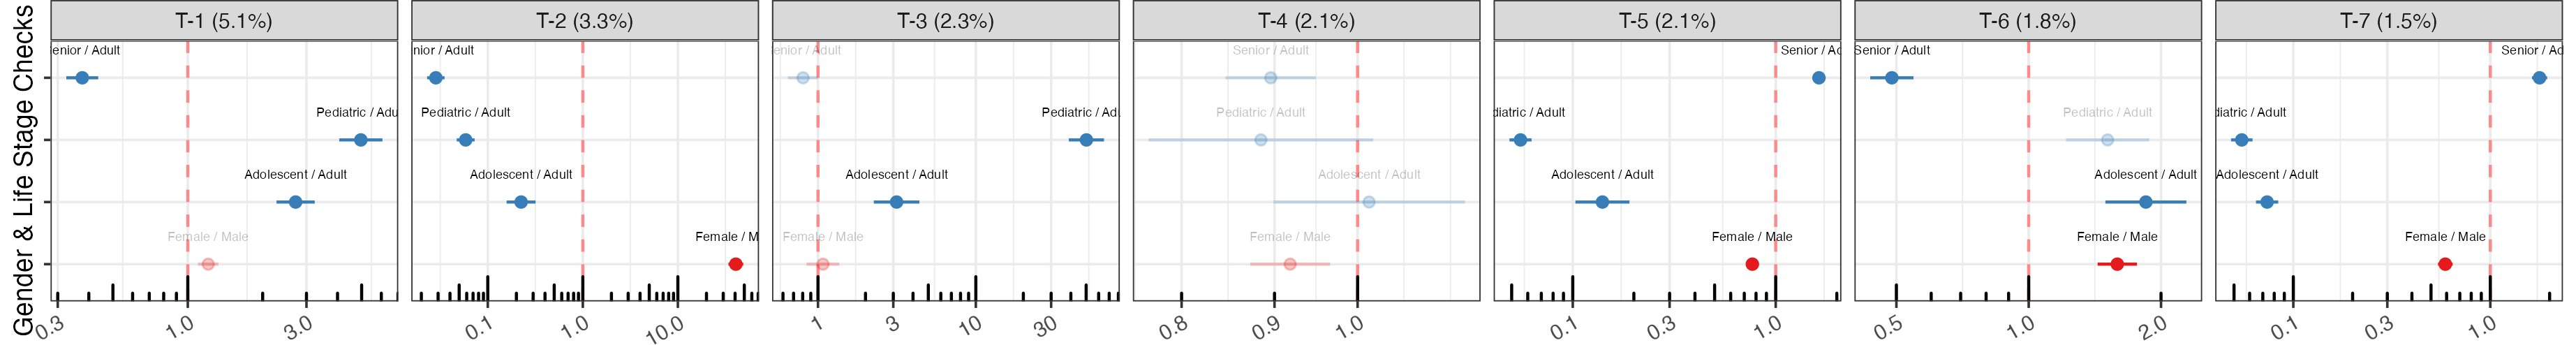 Gender & Life Stage Checks
T-1 (5.1%)
enior / Adult
Pediatric / Adu
Adolescent / Adult
Female / Male
0.3 1.0 3.0
T-2 (3.3%)
nior / Adult
Pediatric / Adult
Adolescent / Adult
Female / M
0.1 1.0 10.0
T-3 (2.3%)
enior / Adult
Pediatric / Ad
Adolescent / Adult
Female / Male
1 3 10 30
T-4 (2.1%)
Senior / Adult
Pediatric / Adult
Adolescent / Adult
Female / Male
0.8 0.9 1.0
T-5 (2.1%)
Senior / Ad
diatric / Adult
Adolescent / Adult
Female / Male
0.1 0.3 1.0
T-6 (1.8%)
Senior / Adult
Pediatric / Adult
Adolescent / Adult
Female / Male
0.5 1.0 2.0
T-7 (1.5%)
Senior / Ad
diatric / Adult
Adolescent / Adult
Female / Male
0.1 0.3 1.0